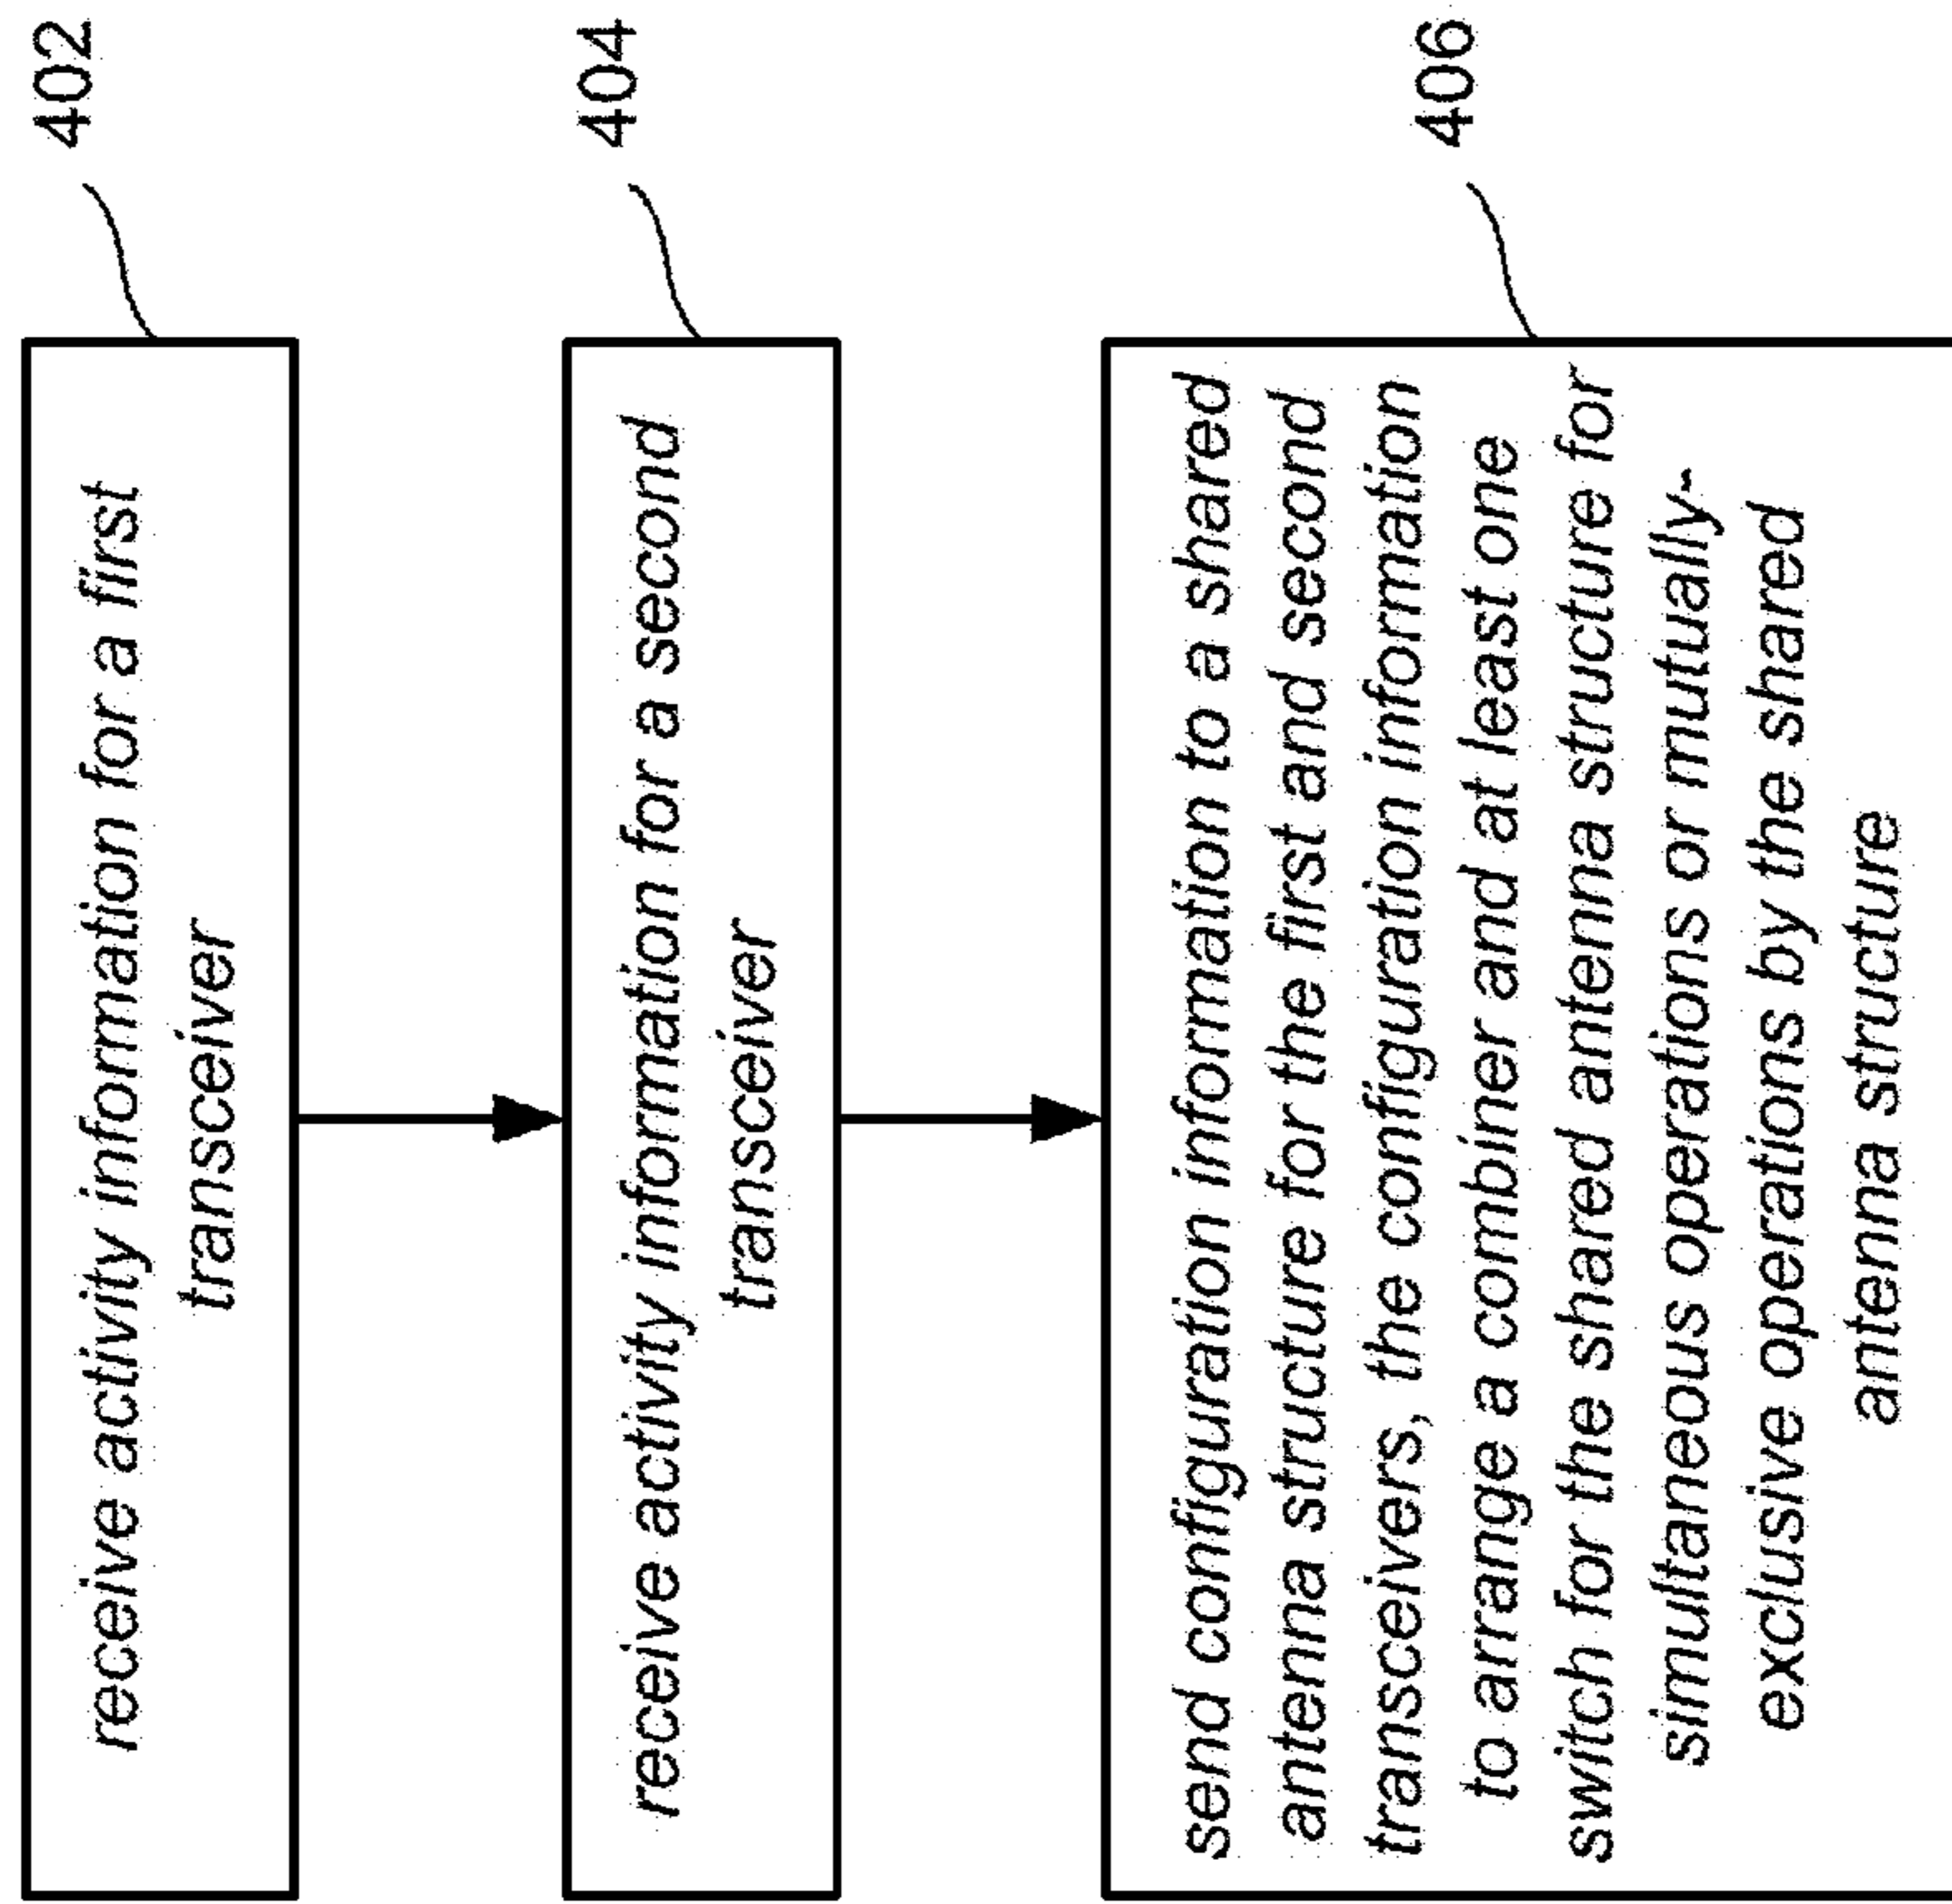 402
receive activity information for a first
transceiver
404
receive activity information for a second
transceiver
406
send configuration information to a shared
antenna structure for the first and second
transceivers, the configuration information
to arrange a combiner and at least one
switch for the shared antenna structure for
simultaneous operations or mutually-
exclusive operations by the shared
antenna structure